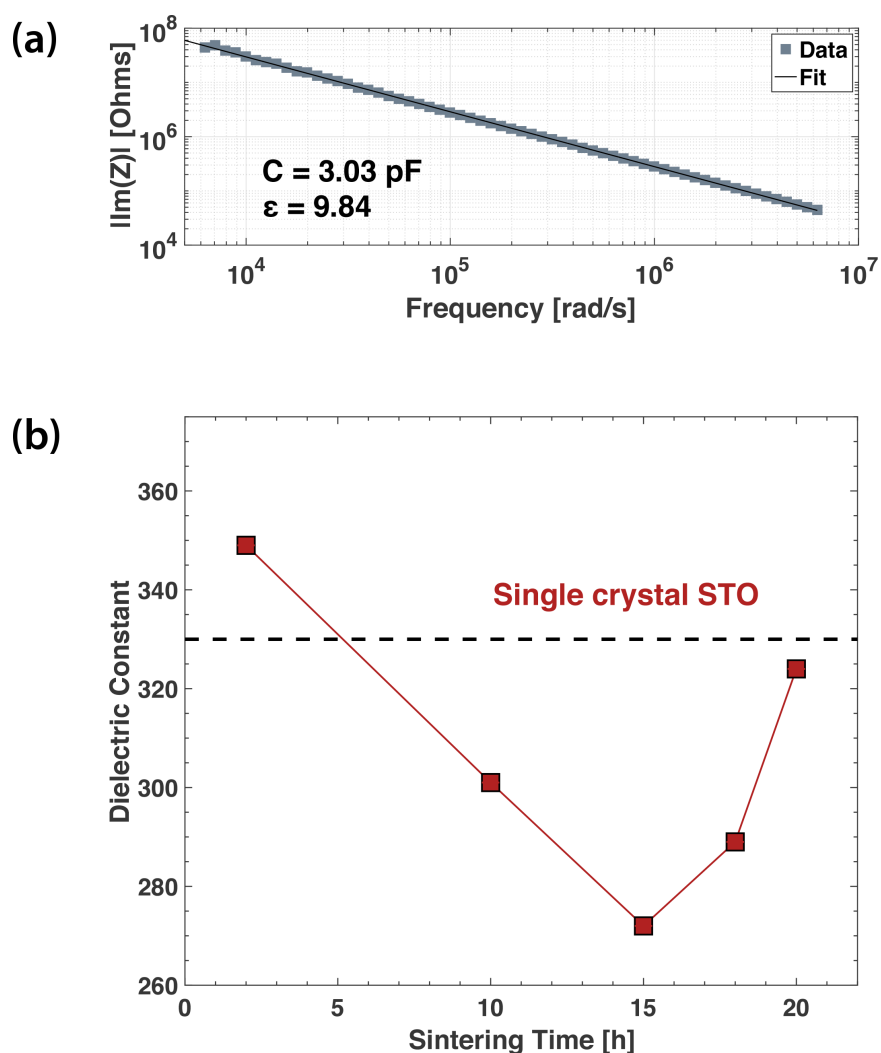 (a)
10^8
10^6
10^4
|Im(Z)| [Ohms]
Data
Fit
C = 3.03 pF
ε = 9.84
10^4 10^5 10^6 10^7
Frequency [rad/s]
(b)
360
340
320
300
280
260
Dielectric Constant
Single crystal STO
0 5 10 15 20
Sintering Time [h]